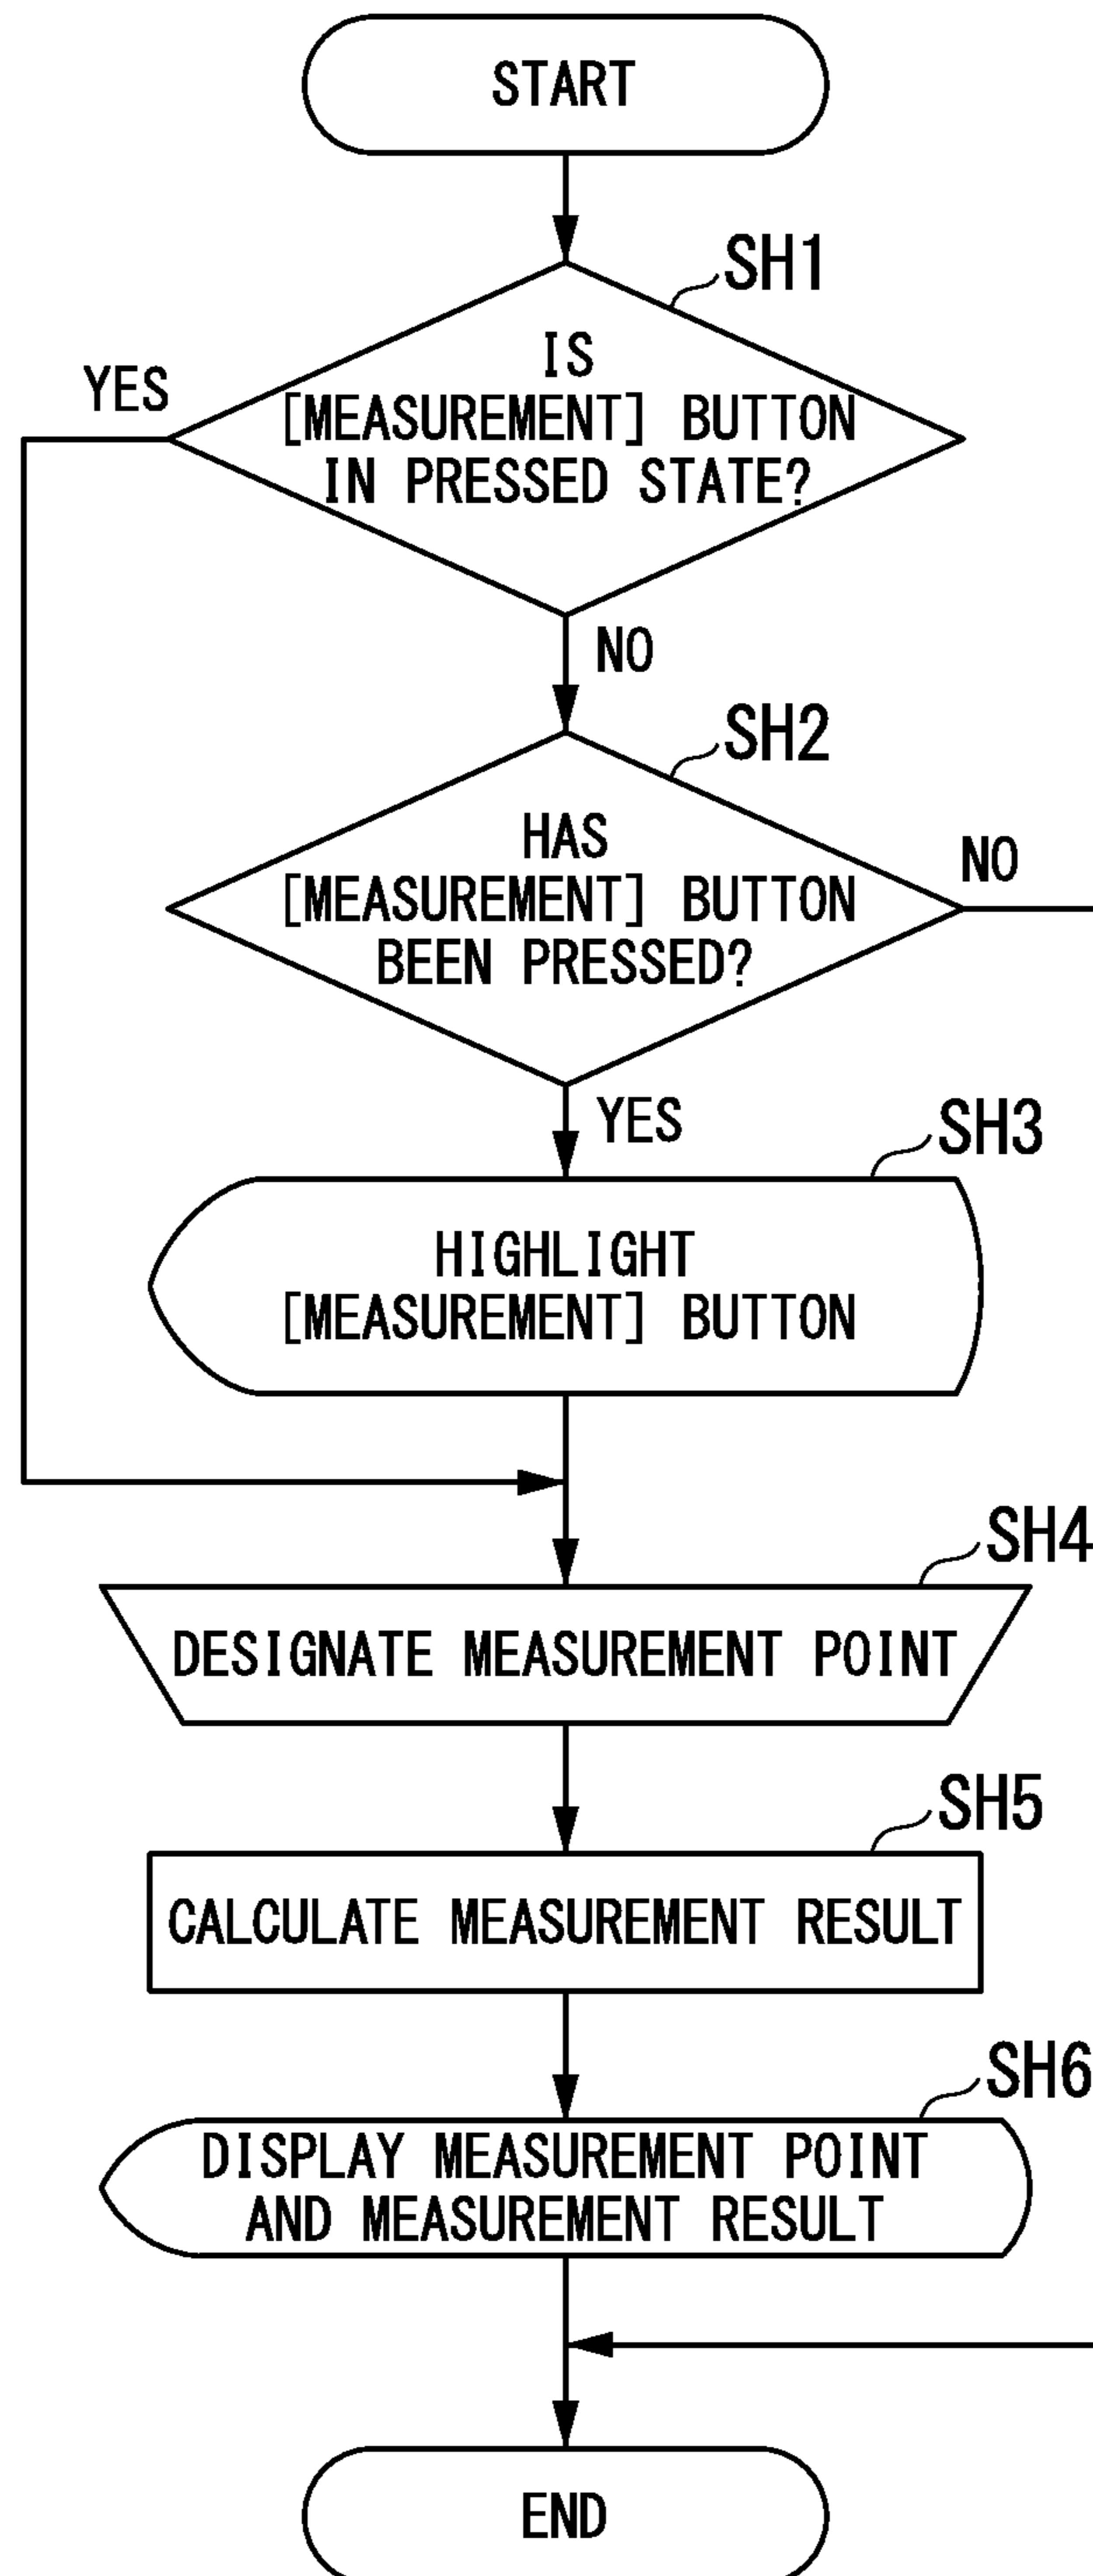 START
SH1
IS
[MEASUREMENT] BUTTON
IN PRESSED STATE?
YES
NO
SH2
HAS
[MEASUREMENT] BUTTON
BEEN PRESSED?
NO
YES
SH3
HIGHLIGHT
[MEASUREMENT] BUTTON
SH4
DESIGNATE MEASUREMENT POINT
SH5
CALCULATE MEASUREMENT RESULT
SH6
DISPLAY MEASUREMENT POINT
AND MEASUREMENT RESULT
END